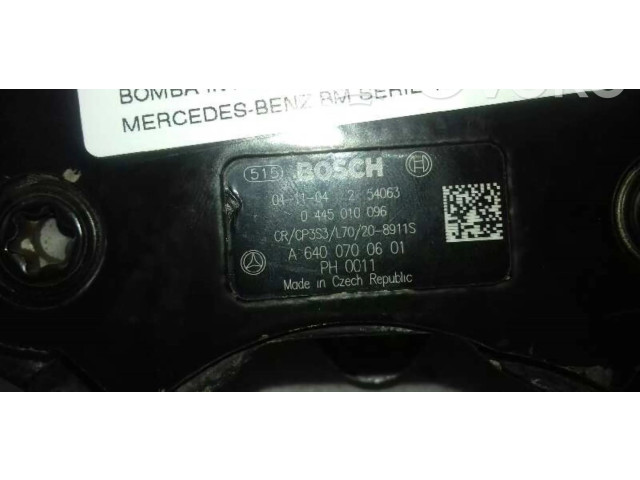 BOMBA
MERCEDES-BENZ RM SERIE
515 BOSCH
04-11-04 2 54063
0 445 010 096
CR/CP3S3/L70/20-8911S
A 640 070 06 01
PH 0011
Made in Czech Republic